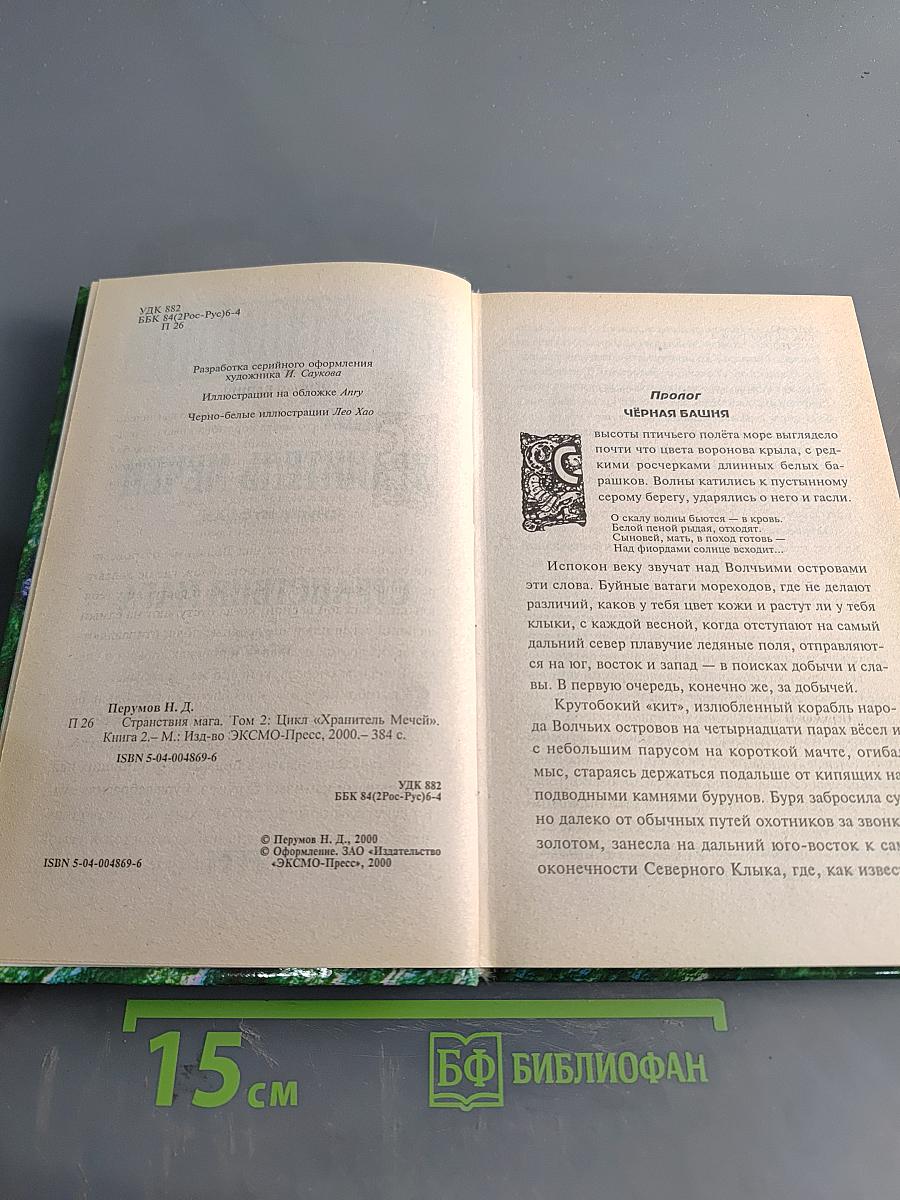 УДК 882
ББК 84(2Рос-Рус)6-4
П 26
Разработка серийного оформления
художника И. Саукова
Иллюстрации на обложке Anry
Черно-белые иллюстрации Лео Хао
Перумов Н. Д.
П 26 Странствия мага. Том 2: Цикл «Хранитель Мечей».
Книга 2.– М.: Изд-во ЭКСМО-Пресс, 2000.– 384 с.
ISBN 5-04-004869-6
УДК 882
ББК 84(2Рос-Рус)6-4
© Перумов Н. Д., 2000
© Оформление. ЗАО «Издательство
«ЭКСМО-Пресс», 2000
ISBN 5-04-004869-6
Пролог
ЧЁРНАЯ БАШНЯ
С высоты птичьего полёта море выглядело
почти что цвета воронова крыла, с ред-
кими росчерками длинных белых ба-
рашков. Волны катились к пустынному
серому берегу, ударялись о него и гасли.
О скалу волны бьются — в кровь.
Белой пеной рыдая, отходят.
Сыновей, мать, в поход готовь —
Над фиордами солнце всходит...
Испокон веку звучат над Волчьими островами
эти слова. Буйные ватаги мореходов, где не делают
различий, каков у тебя цвет кожи и растут ли у тебя
клыки, с каждой весной, когда отступают на самый
дальний север плавучие ледяные поля, отправляют-
ся на юг, восток и запад — в поисках добычи и сла-
вы. В первую очередь, конечно же, за добычей.
Крутобокий «кит», излюбленный корабль наро-
да Волчьих островов на четырнадцати парах вёсел и
с небольшим парусом на короткой мачте, огибал
мыс, стараясь держаться подальше от кипящих на
подводными камнями бурунов. Буря забросила су
но далеко от обычных путей охотников за звонк
золотом, занесла на дальний юго-восток к сам
оконечности Северного Клыка, где, как извест
15 см
БФ БИБЛИОФАН